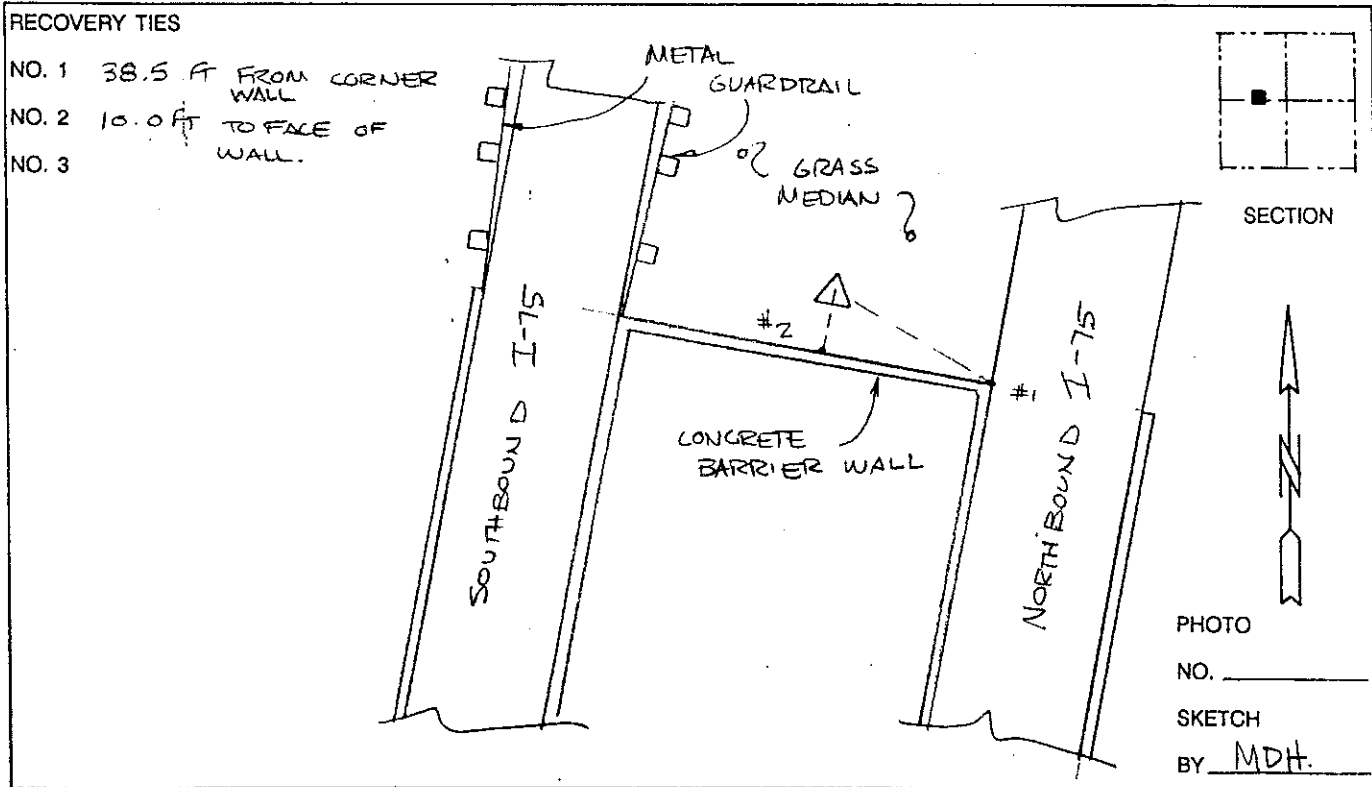 RECOVERY TIES
NO. 1 38.5 FT FROM CORNER
WALL
NO. 2 10.0 FT TO FACE OF
WALL.
NO. 3
METAL
GUARDRAIL
GRASS
MEDIAN
SECTION
#2
#1
SOUTHBOUND I-75
NORTHBOUND I-75
CONCRETE
BARRIER WALL
N
PHOTO
NO.
SKETCH
BY MDH.